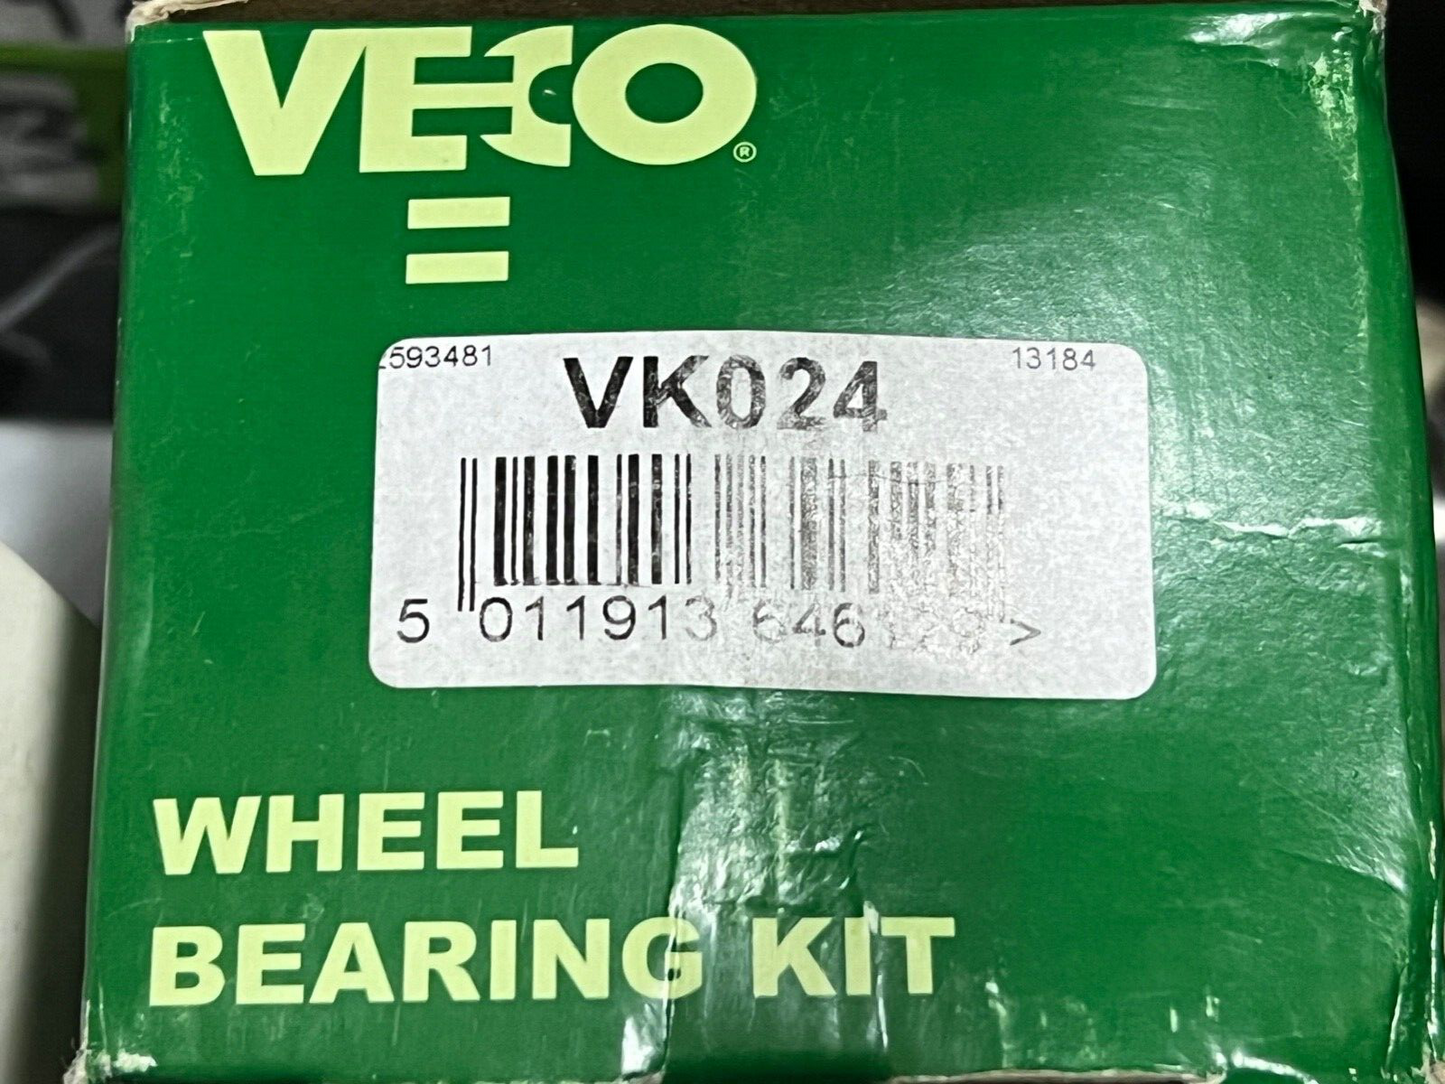 VECO®
593481
VK024
13184
5 011913 646 >
WHEEL
BEARING KIT